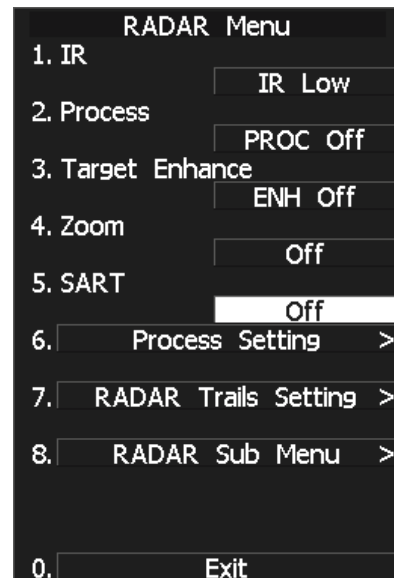 RADAR Menu
1. IR
IR Low
2. Process
PROC Off
3. Target Enhance
ENH Off
4. Zoom
Off
5. SART
Off
6. Process Setting >
7. RADAR Trails Setting >
8. RADAR Sub Menu >
0. Exit